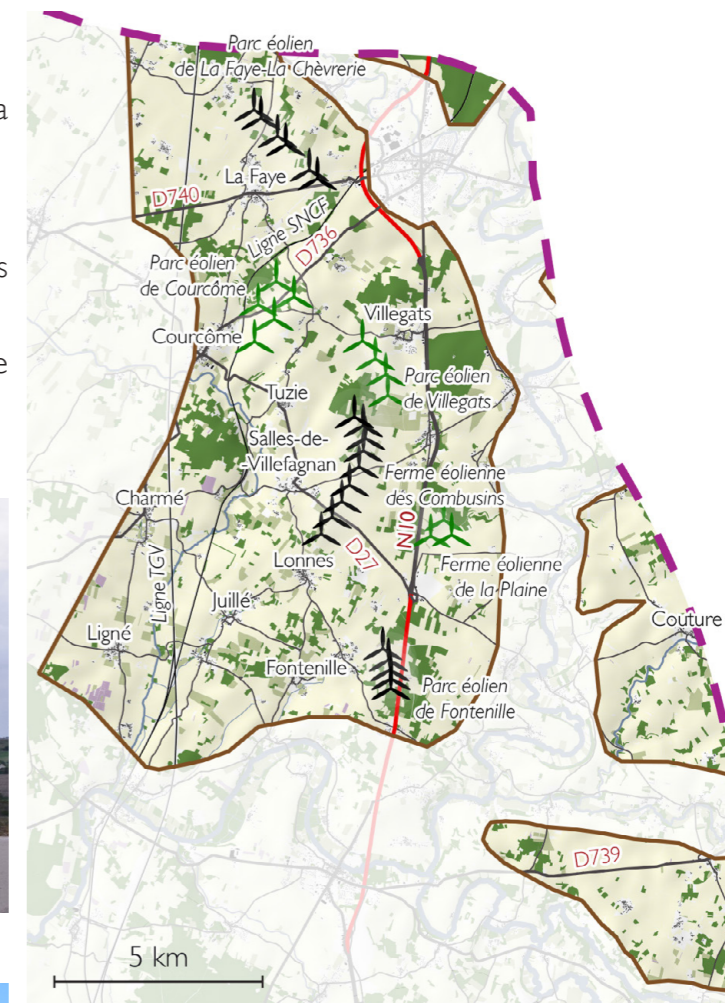 Parc éolien
de La Faye-La Chèvrerie
a
La Faye
D740
Ligne SNCF
D736
s
Parc éolien
de Courcôme
Villegats
Courcôme
e
Parc éolien
de Villegats
Tuzie
Salles-de-
-Villefagnan
Ferme éolienne
des Combusins
Charmé
N10
D27
Lonnes
Ferme éolienne
de la Plaine
Ligne TGV
Juillé
Couture
Ligné
Fontenille
Parc éolien
de Fontenille
D739
5 km